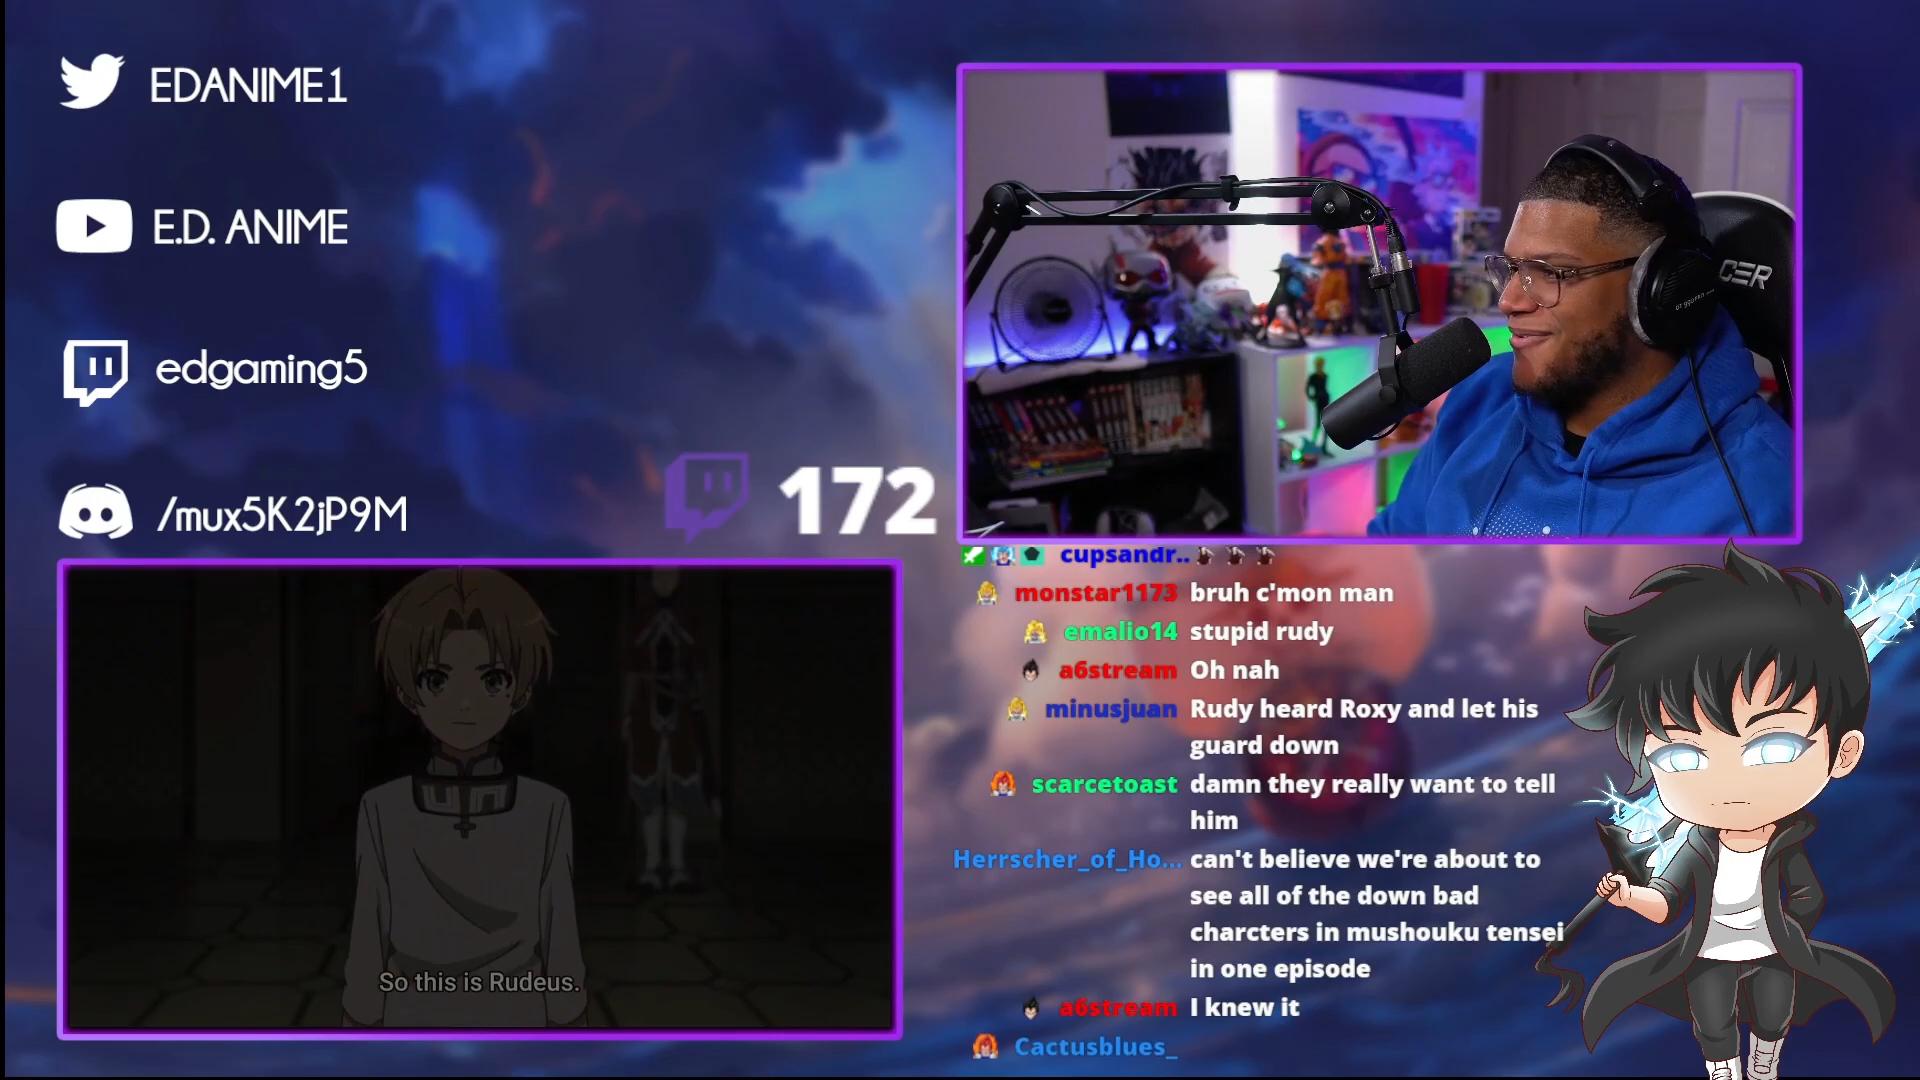 EDANIME1
E.D. ANIME
edgaming5
/mux5K2jP9M
172
CER
cupsandr..
monstar1173 bruh c'mon man
emalio14 stupid rudy
a6stream Oh nah
minusjuan Rudy heard Roxy and let his
guard down
scarcetoast damn they really want to tell
him
Herrscher_of_Ho... can't believe we're about to
see all of the down bad
charcters in mushouku tensei
in one episode
a6stream I knew it
Cactusblues_
So this is Rudeus.